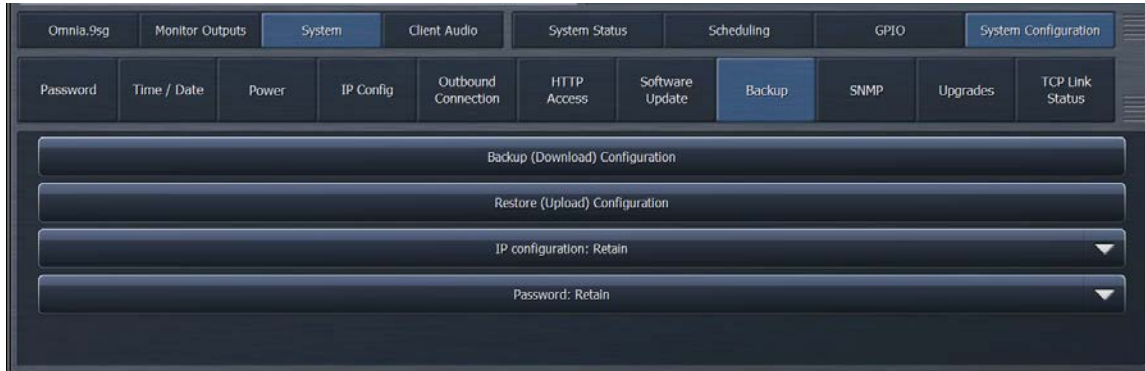 Omnia.9sg Monitor Outputs System Client Audio System Status Scheduling GPIO System Configuration
Password Time / Date Power IP Config Outbound Connection HTTP Access Software Update Backup SNMP Upgrades TCP Link Status
Backup (Download) Configuration
Restore (Upload) Configuration
IP configuration: Retain
Password: Retain